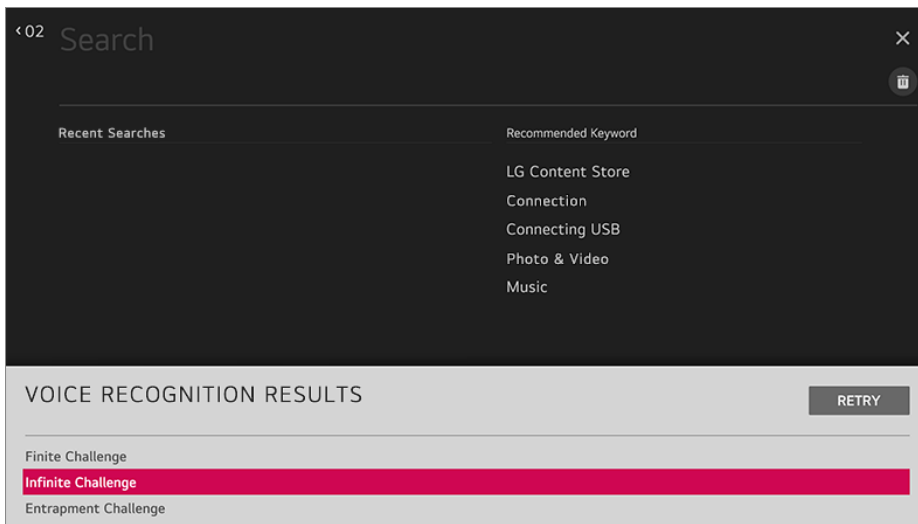 ‹02
Search
Recent Searches
Recommended Keyword
LG Content Store
Connection
Connecting USB
Photo & Video
Music
VOICE RECOGNITION RESULTS
RETRY
Finite Challenge
Infinite Challenge
Entrapment Challenge